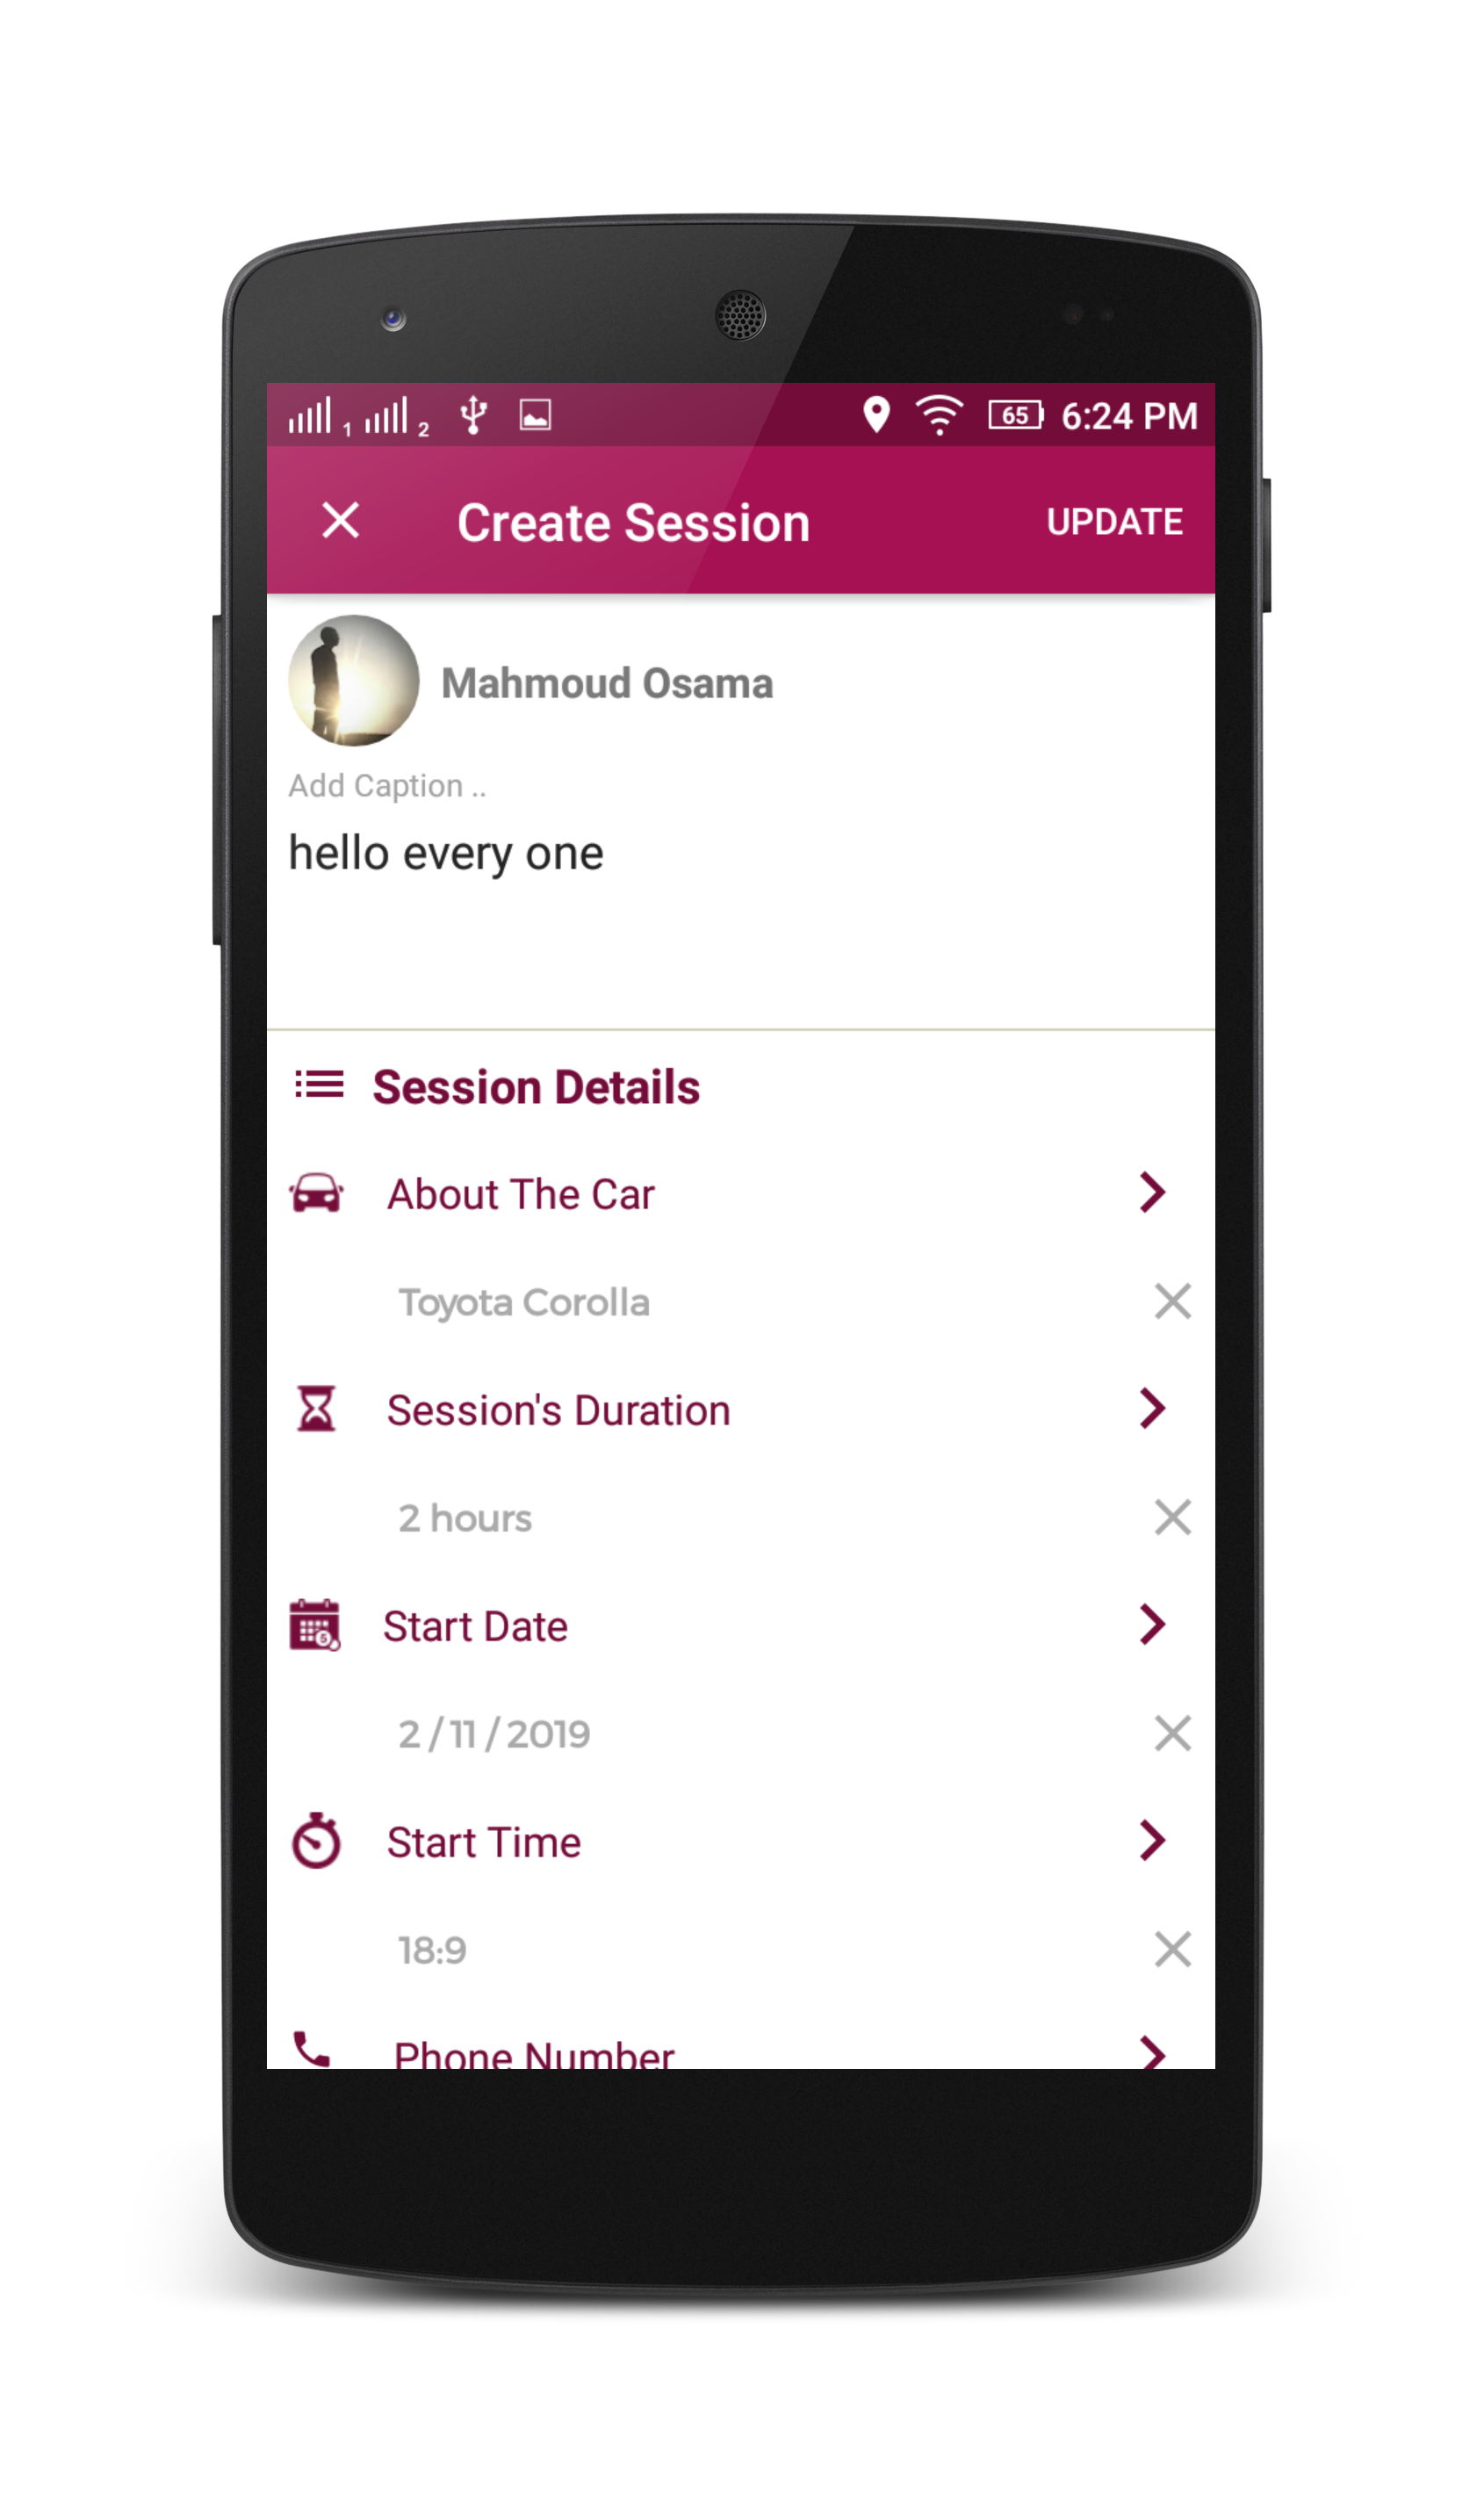 1 2 65 6:24 PM
Create Session UPDATE
Mahmoud Osama
Add Caption ..
hello every one
Session Details
About The Car
Toyota Corolla
Session's Duration
2 hours
5 Start Date
2 / 11 / 2019
Start Time
18:9
Phone Number